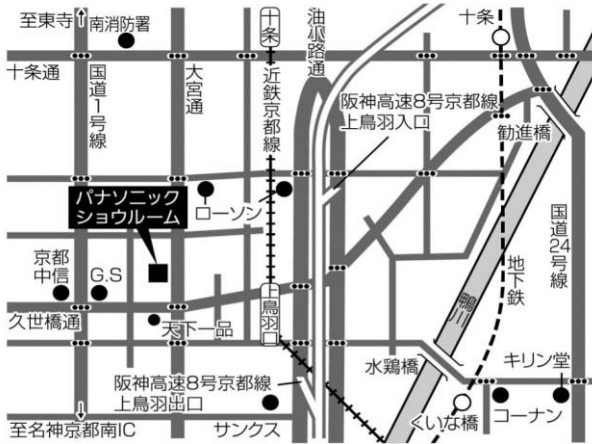 至東寺
南消防署
十条
油小路通
十条
十条通
国道1号線
大宮通
近鉄京都線
阪神高速8号京都線
上鳥羽入口
勧進橋
パナソニック
ショウルーム
ローソン
国道24号線
京都
中信
G.S
地下鉄
鴨川
上鳥羽口
久世橋通
天下一品
水鶏橋
キリン堂
阪神高速8号京都線
上鳥羽出口
くいな橋
コーナン
至名神京都南IC
サンクス